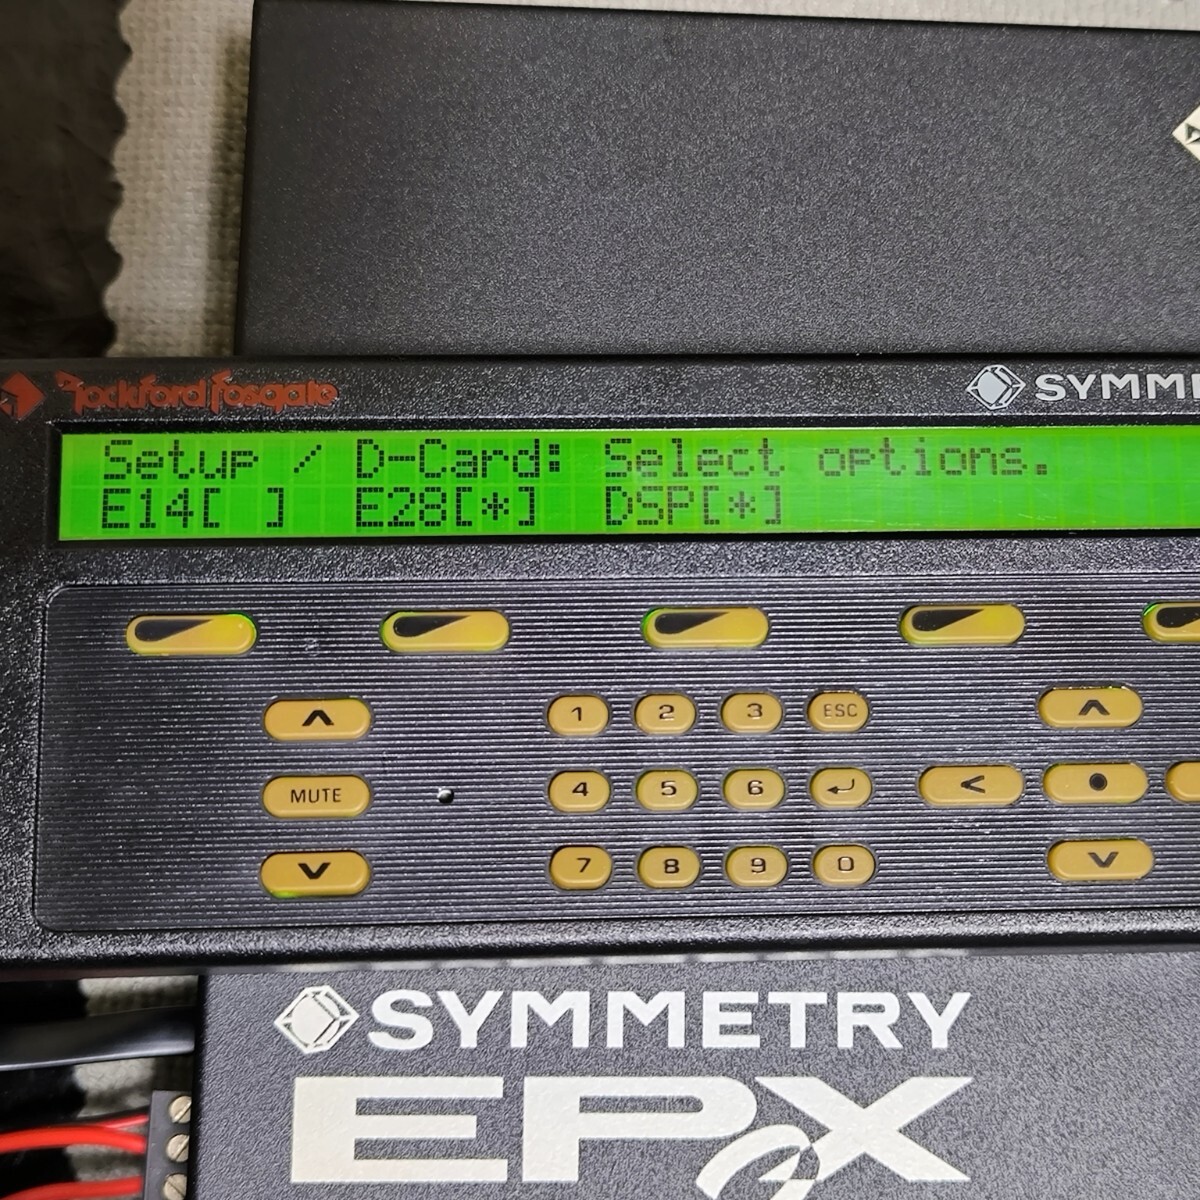 Rockford Fosgate
SYMM
Setup / D-Card: Select options.
E14[ ] E28[*] DSP[*]
1 2 3 ESC
MUTE
4 5 6
7 8 9 0
SYMMETRY
EPX